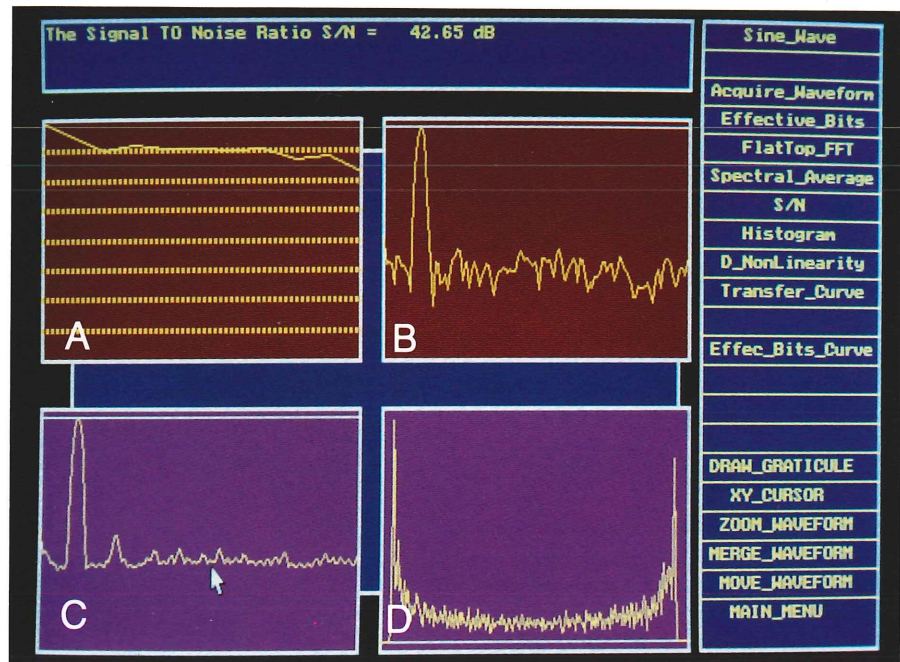 The Signal TO Noise Ratio S/N = 42.65 dB
A
B
C
D
Sine_Wave
Acquire_Waveform
Effective_Bits
FlatTop_FFT
Spectral_Average
S/N
Histogram
D_NonLinearity
Transfer_Curve
Effec_Bits_Curve
DRAW_GRATICULE
XY_CURSOR
ZOOM_WAVEFORM
MERGE_WAVEFORM
MOVE_WAVEFORM
MAIN_MENU